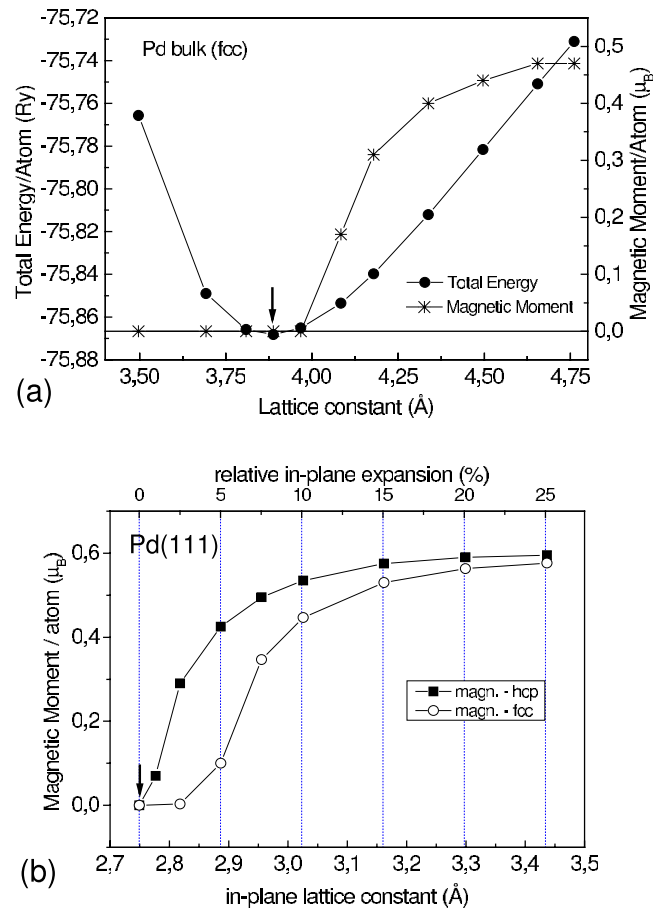 Pd bulk (fcc)
Total Energy/Atom (Ry)
-75,72
-75,74
-75,76
-75,78
-75,80
-75,82
-75,84
-75,86
-75,88
0,5
0,4
0,3
0,2
0,1
0,0
Magnetic Moment/Atom (μB)
Total Energy
Magnetic Moment
3,50 3,75 4,00 4,25 4,50 4,75
Lattice constant (Å)
(a)
relative in-plane expansion (%)
0 5 10 15 20 25
Pd(111)
Magnetic Moment / atom (μB)
0,6
0,4
0,2
0,0
magn. - hcp
magn. - fcc
2,7 2,8 2,9 3,0 3,1 3,2 3,3 3,4 3,5
in-plane lattice constant (Å)
(b)